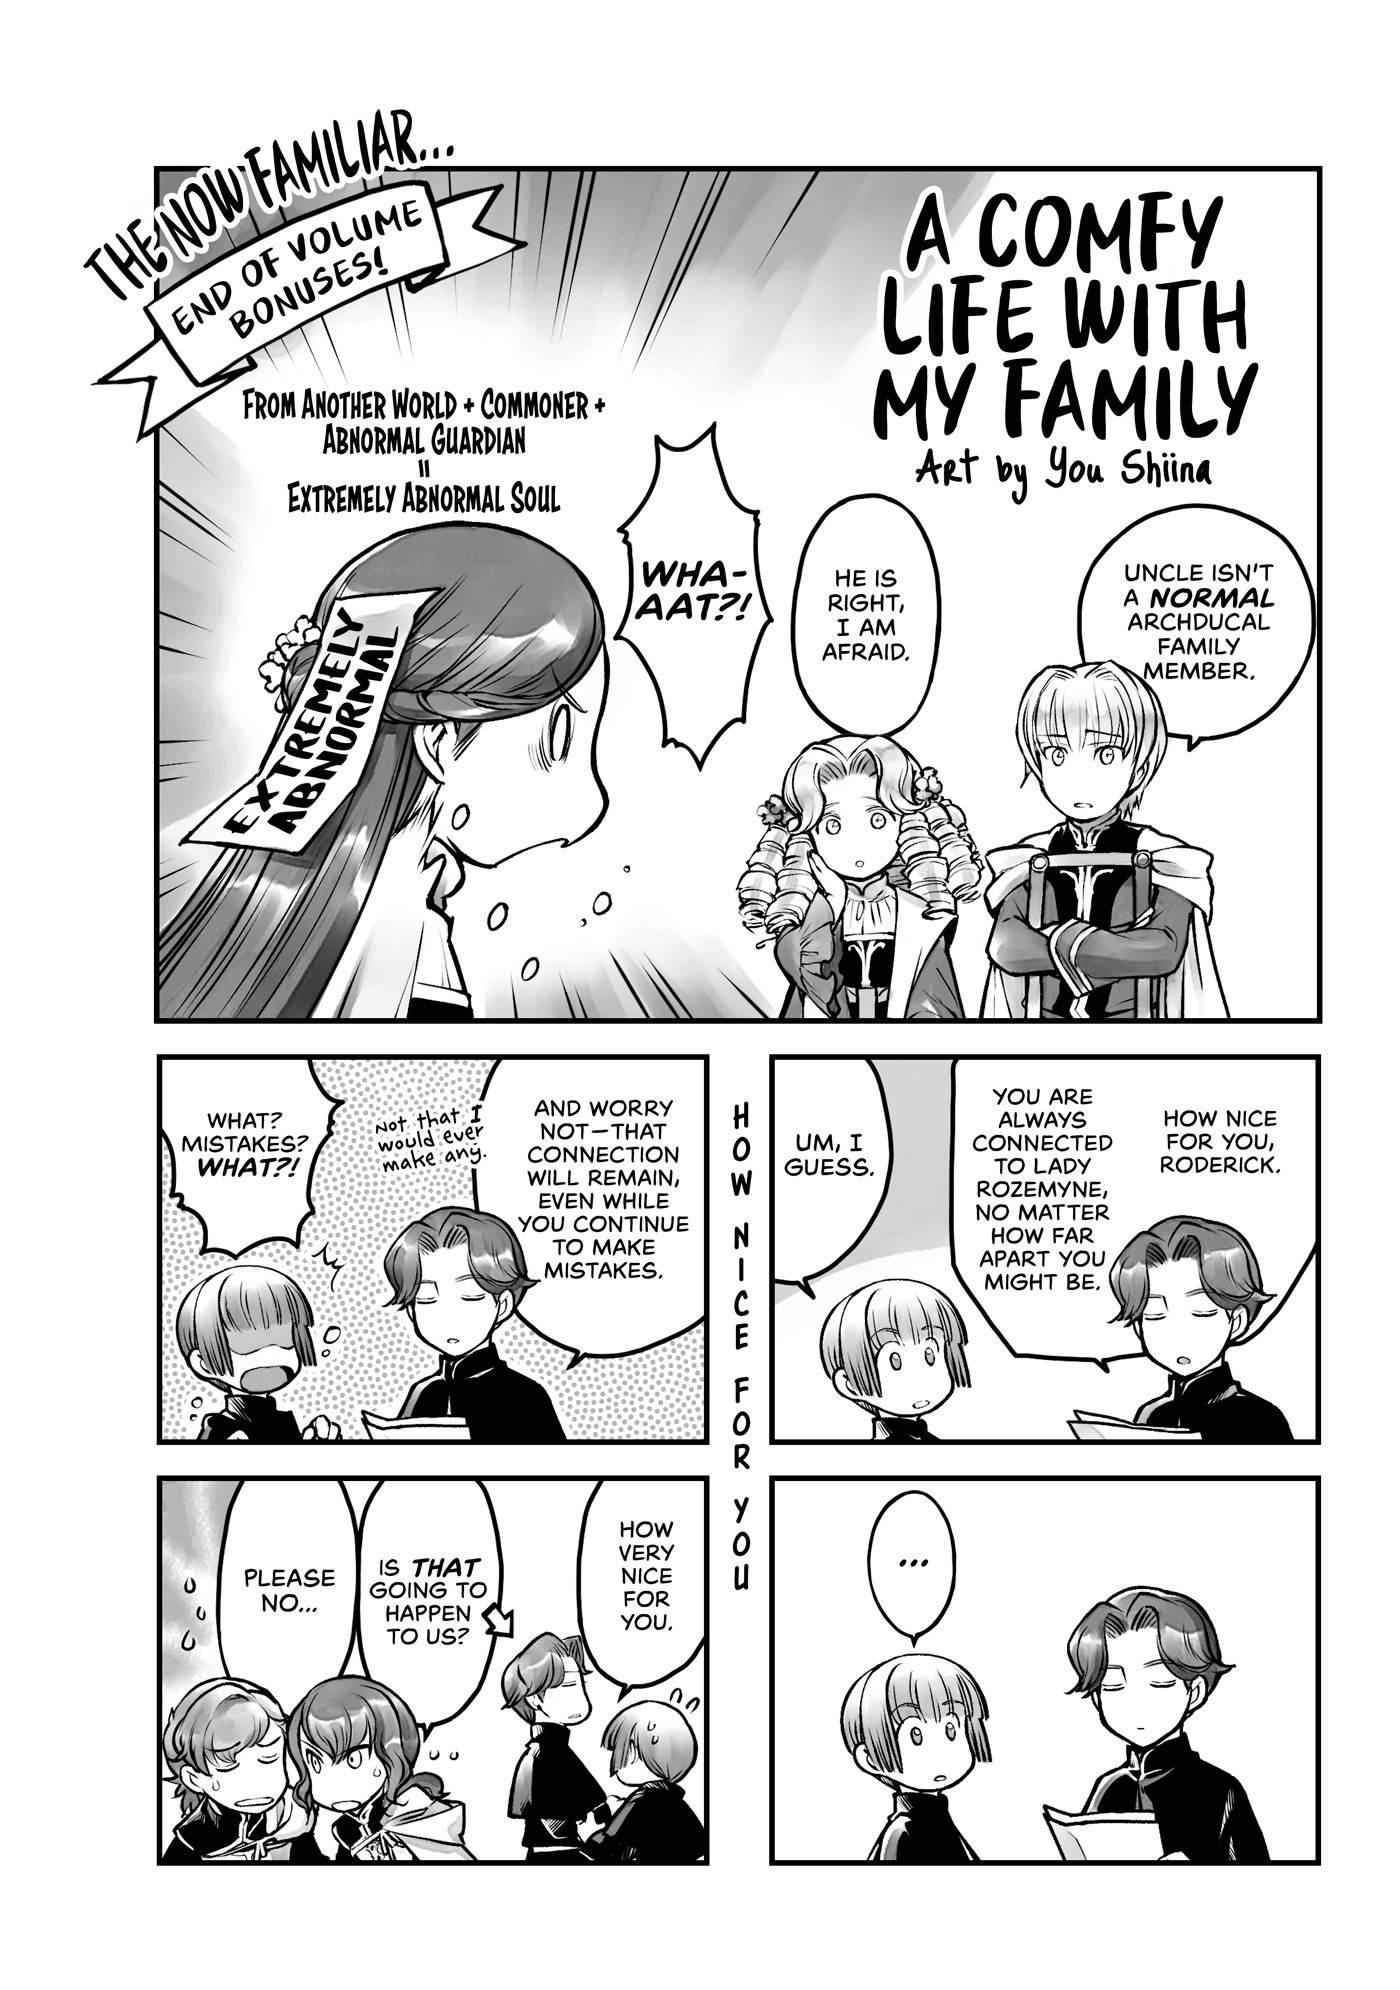 THE NOW FAMILIAR...
END OF VOLUME
BONUSES!
A COMFY
LIFE WITH
MY FAMILY
Art by You Shiina
UNCLE ISN'T
A NORMAL
ARCHDUCAL
FAMILY
MEMBER.
HE IS
RIGHT,
I AM
AFRAID.
WHA-
AAT?!
FROM ANOTHER WORLD + COMMONER +
ABNORMAL GUARDIAN
=
EXTREMELY ABNORMAL SOUL
EXTREMELY
ABNORMAL
HOW NICE FOR YOU
HOW NICE
FOR YOU,
RODERICK.
YOU ARE
ALWAYS
CONNECTED
TO LADY
ROZEMYNE,
NO MATTER
HOW FAR
APART YOU
MIGHT BE.
UM, I
GUESS.
...
AND WORRY
NOT—THAT
CONNECTION
WILL REMAIN,
EVEN WHILE
YOU CONTINUE
TO MAKE
MISTAKES.
Not that I
would ever
make any.
WHAT?
MISTAKES?
WHAT?!
HOW
VERY
NICE
FOR
YOU.
IS THAT
GOING TO
HAPPEN
TO US?
PLEASE
NO...